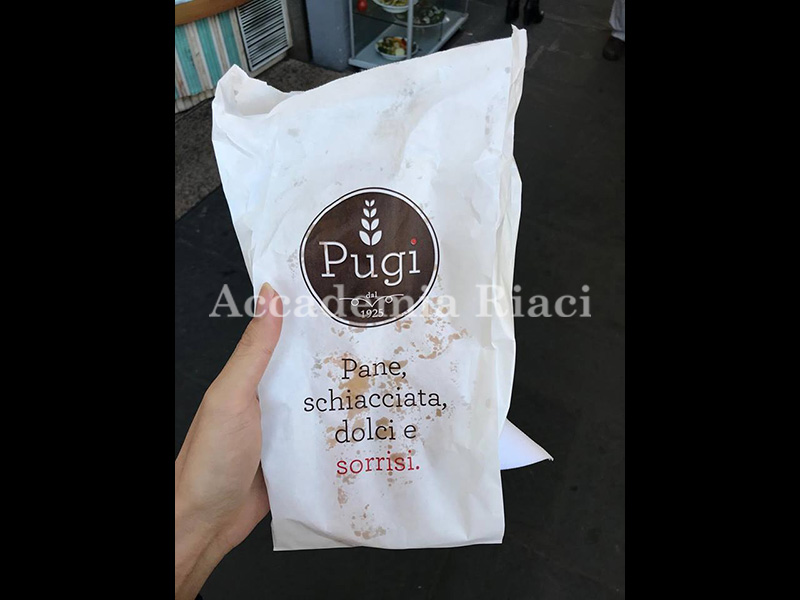 Pugi
dal
1925
Accademia Riaci
Pane,
schiacciata,
dolci e
sorrisi.